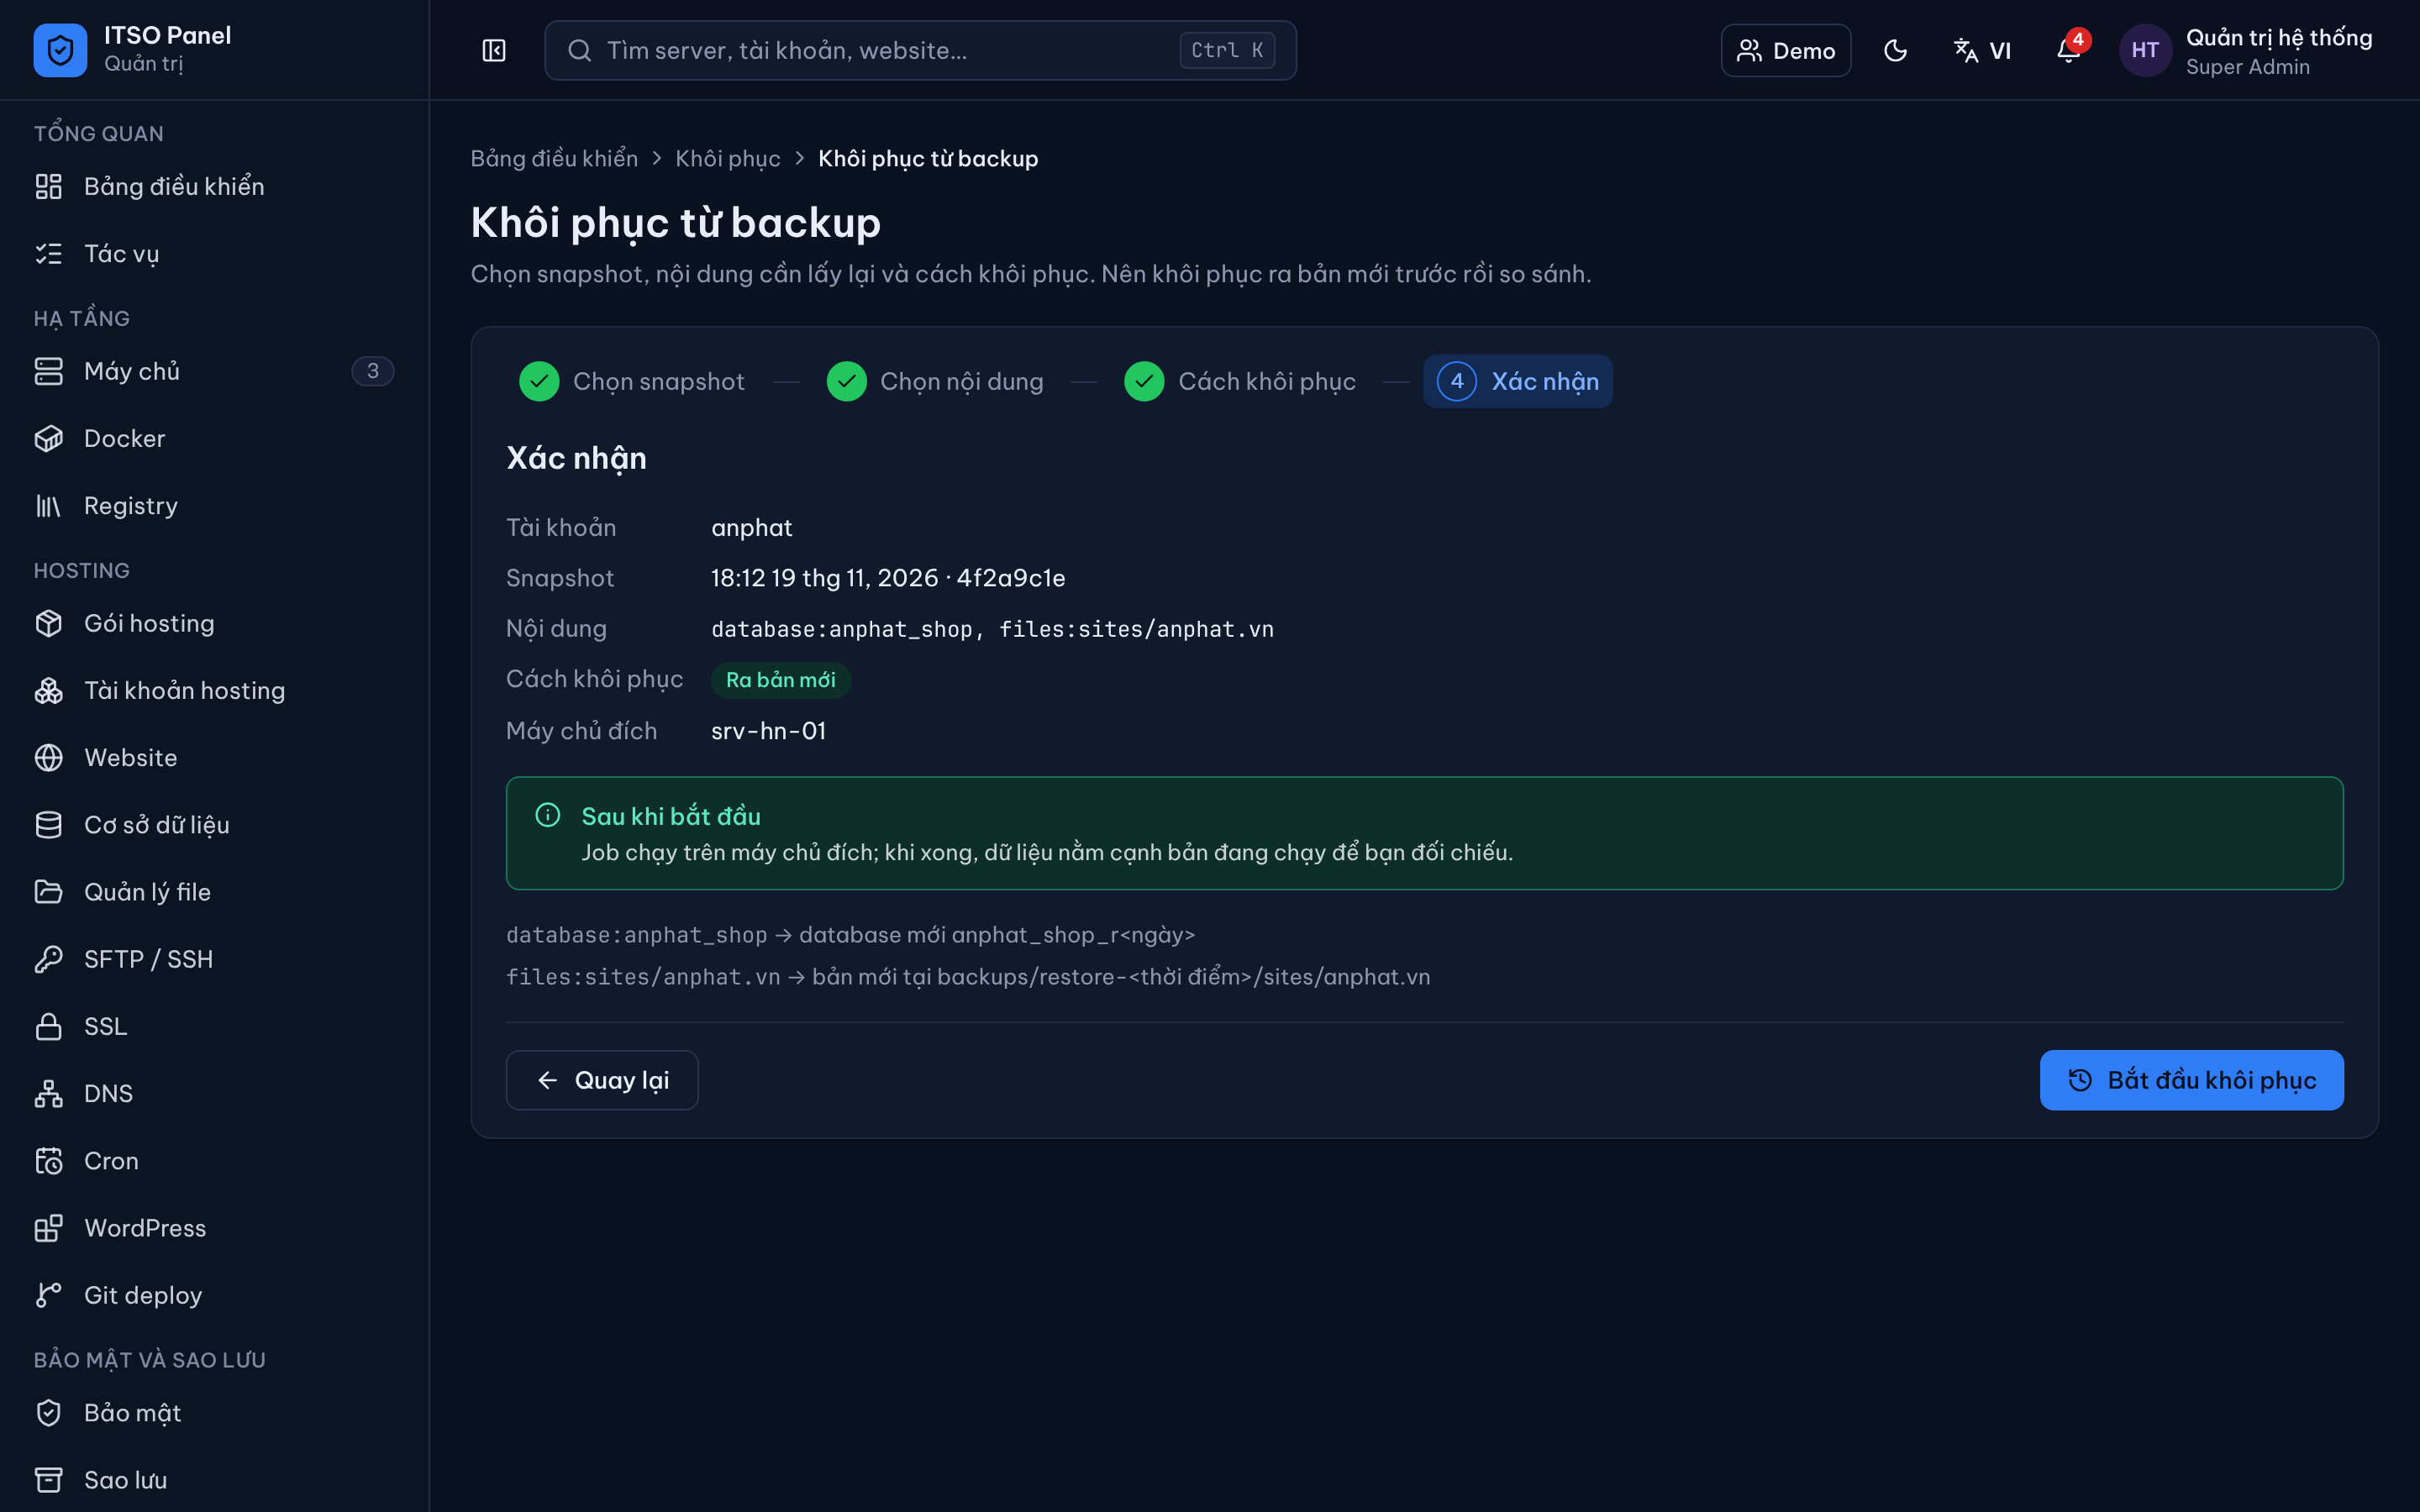 ITSO Panel
Quản trị
Tìm server, tài khoản, website...
Ctrl K
Demo
VI
4
HT
Quản trị hệ thống
Super Admin
TỔNG QUAN
Bảng điều khiển
Tác vụ
HẠ TẦNG
Máy chủ
3
Docker
Registry
HOSTING
Gói hosting
Tài khoản hosting
Website
Cơ sở dữ liệu
Quản lý file
SFTP / SSH
SSL
DNS
Cron
WordPress
Git deploy
BẢO MẬT VÀ SAO LƯU
Bảo mật
Sao lưu
Bảng điều khiển > Khôi phục > Khôi phục từ backup
Khôi phục từ backup
Chọn snapshot, nội dung cần lấy lại và cách khôi phục. Nên khôi phục ra bản mới trước rồi so sánh.
Chọn snapshot — Chọn nội dung — Cách khôi phục — 4 Xác nhận
Xác nhận
Tài khoản anphat
Snapshot 18:12 19 thg 11, 2026 · 4f2a9c1e
Nội dung database:anphat_shop, files:sites/anphat.vn
Cách khôi phục Ra bản mới
Máy chủ đích srv-hn-01
Sau khi bắt đầu
Job chạy trên máy chủ đích; khi xong, dữ liệu nằm cạnh bản đang chạy để bạn đối chiếu.
database:anphat_shop → database mới anphat_shop_r<ngày>
files:sites/anphat.vn → bản mới tại backups/restore-<thời điểm>/sites/anphat.vn
Quay lại
Bắt đầu khôi phục